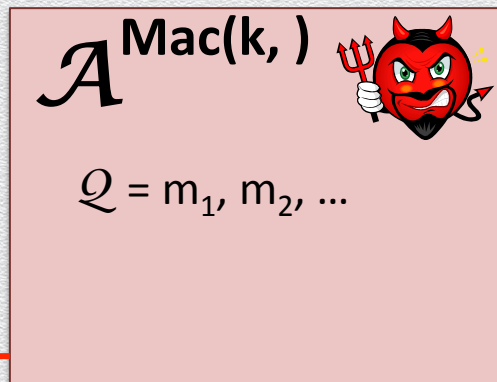 𝒜^Mac(k, )
𝒬 = m₁, m₂, ...